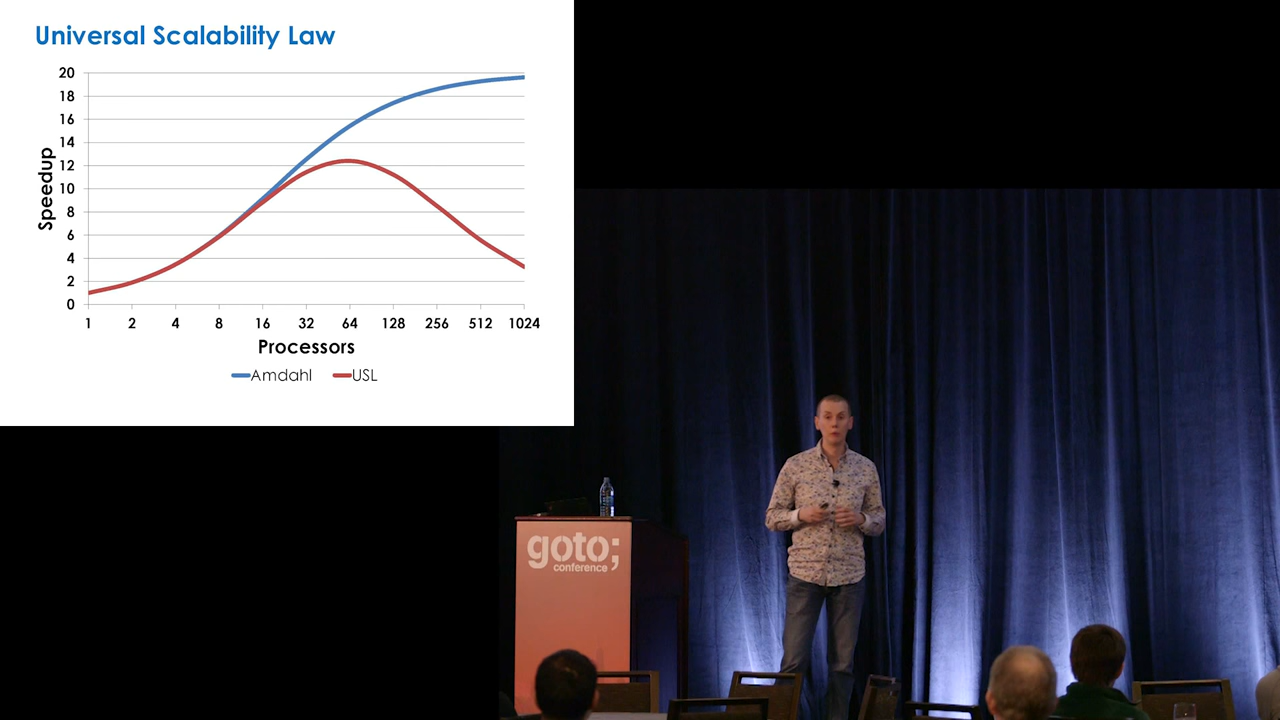 Universal Scalability Law
20
18
16
14
12
10
8
6
4
2
0
Speedup
1 2 4 8 16 32 64 128 256 512 1024
Processors
Amdahl USL
goto;
conference